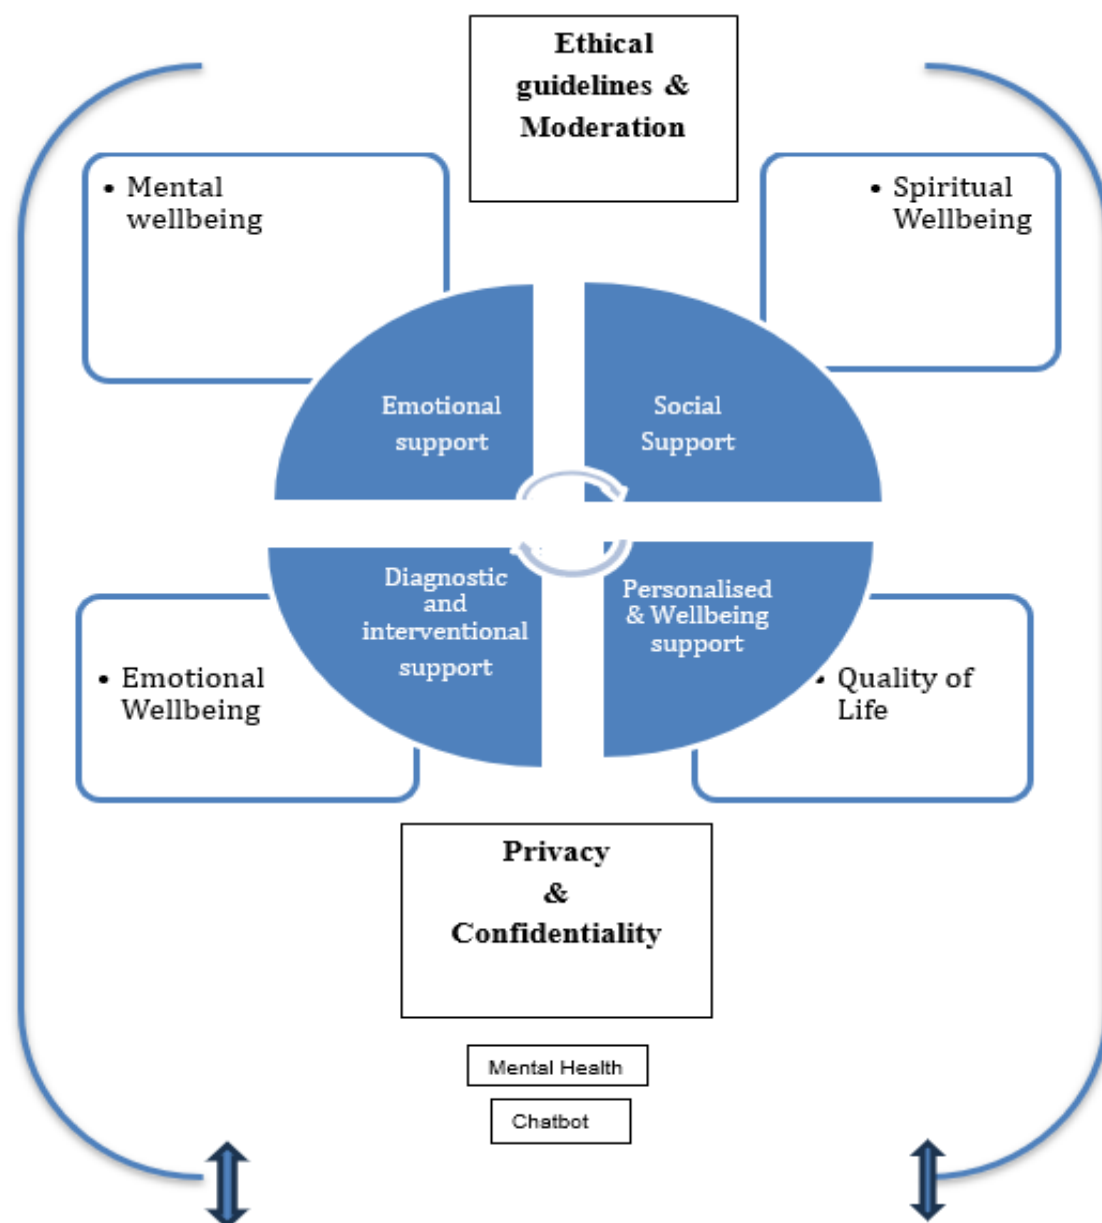 Ethical
guidelines &
Moderation
• Mental
wellbeing
• Spiritual
Wellbeing
Emotional
support
Social
Support
Diagnostic
and
interventional
support
Personalised
& Wellbeing
support
• Emotional
Wellbeing
• Quality of
Life
Privacy
&
Confidentiality
Mental Health
Chatbot